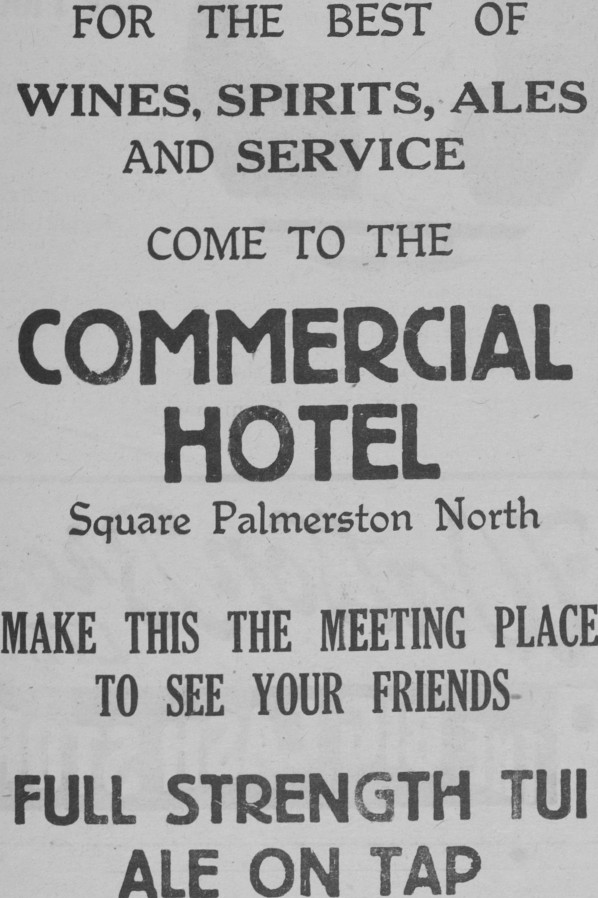 FOR THE BEST OF
WINES, SPIRITS, ALES
AND SERVICE
COME TO THE
COMMERCIAL
HOTEL
Square Palmerston North
MAKE THIS THE MEETING PLACE
TO SEE YOUR FRIENDS
FULL STRENGTH TUI
ALE ON TAP